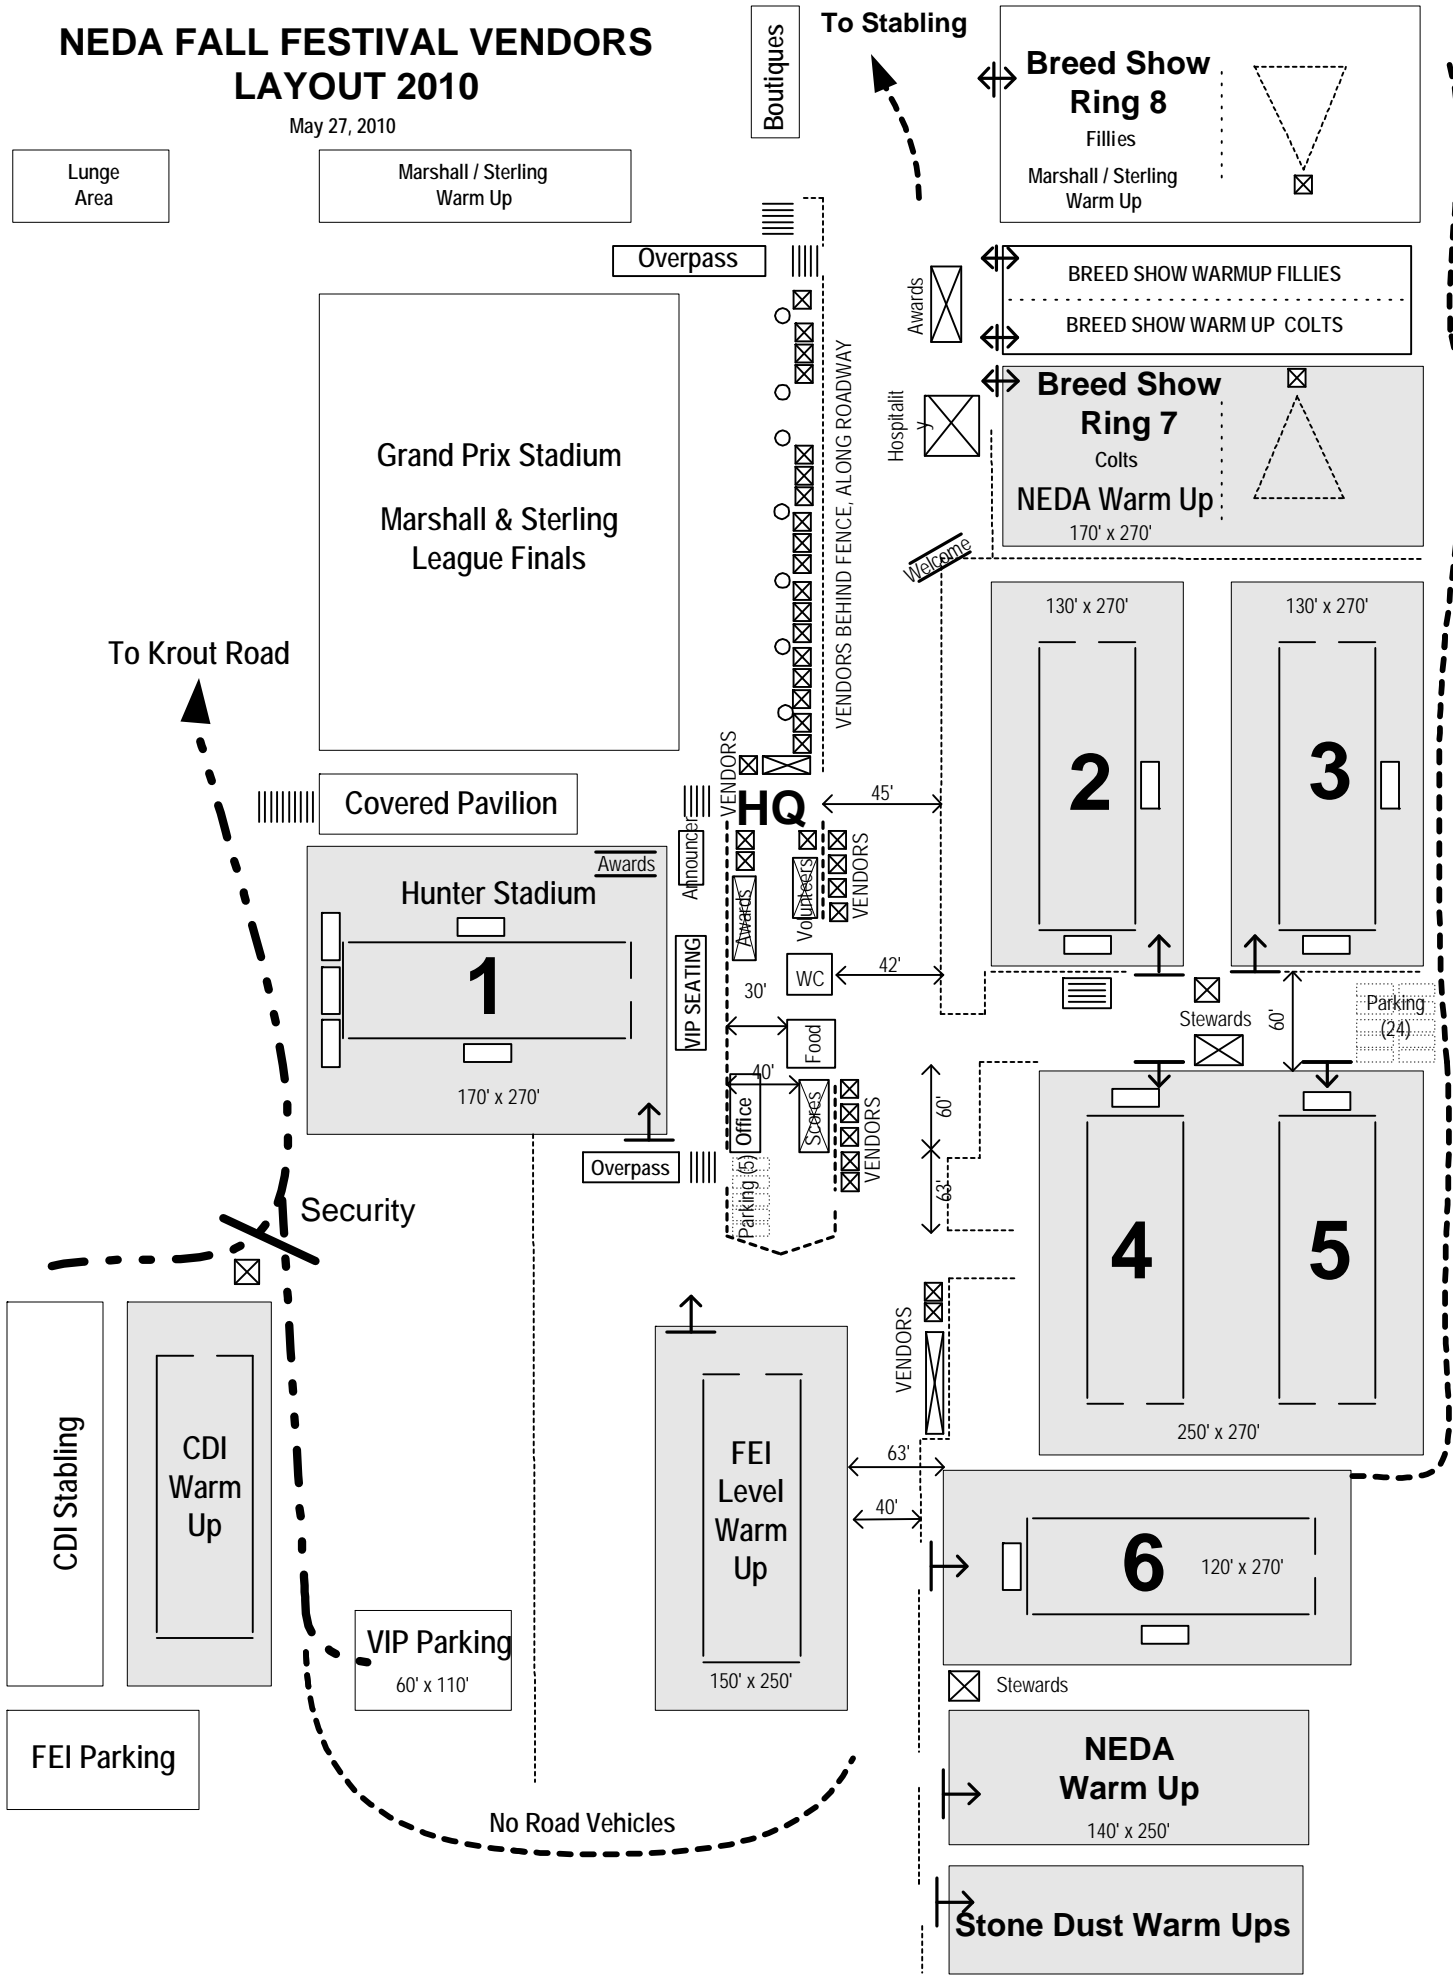 NEDA FALL FESTIVAL VENDORS
LAYOUT 2010
May 27, 2010
Boutiques
To Stabling
Breed Show
Ring 8
Fillies
Marshall / Sterling
Warm Up
Lunge
Area
Marshall / Sterling
Warm Up
Overpass
Awards
BREED SHOW WARMUP FILLIES
BREED SHOW WARM UP COLTS
Grand Prix Stadium
Marshall & Sterling
League Finals
VENDORS BEHIND FENCE, ALONG ROADWAY
Hospitalit
y
Breed Show
Ring 7
Colts
NEDA Warm Up
170' x 270'
Welcome
130' x 270'
2
130' x 270'
3
To Krout Road
VENDORS
HQ
45'
Covered Pavilion
Announcer
Awards
Hunter Stadium
1
170' x 270'
Awards
Volunteers
VENDORS
VIP SEATING
WC
42'
30'
Food
40'
Office
Scores
VENDORS
60'
63'
Stewards
60'
Parking
(24)
Overpass
Parking (5)
Security
4
5
250' x 270'
VENDORS
CDI Stabling
CDI
Warm
Up
FEI
Level
Warm
Up
150' x 250'
63'
40'
6
120' x 270'
VIP Parking
60' x 110'
Stewards
FEI Parking
NEDA
Warm Up
140' x 250'
No Road Vehicles
Stone Dust Warm Ups